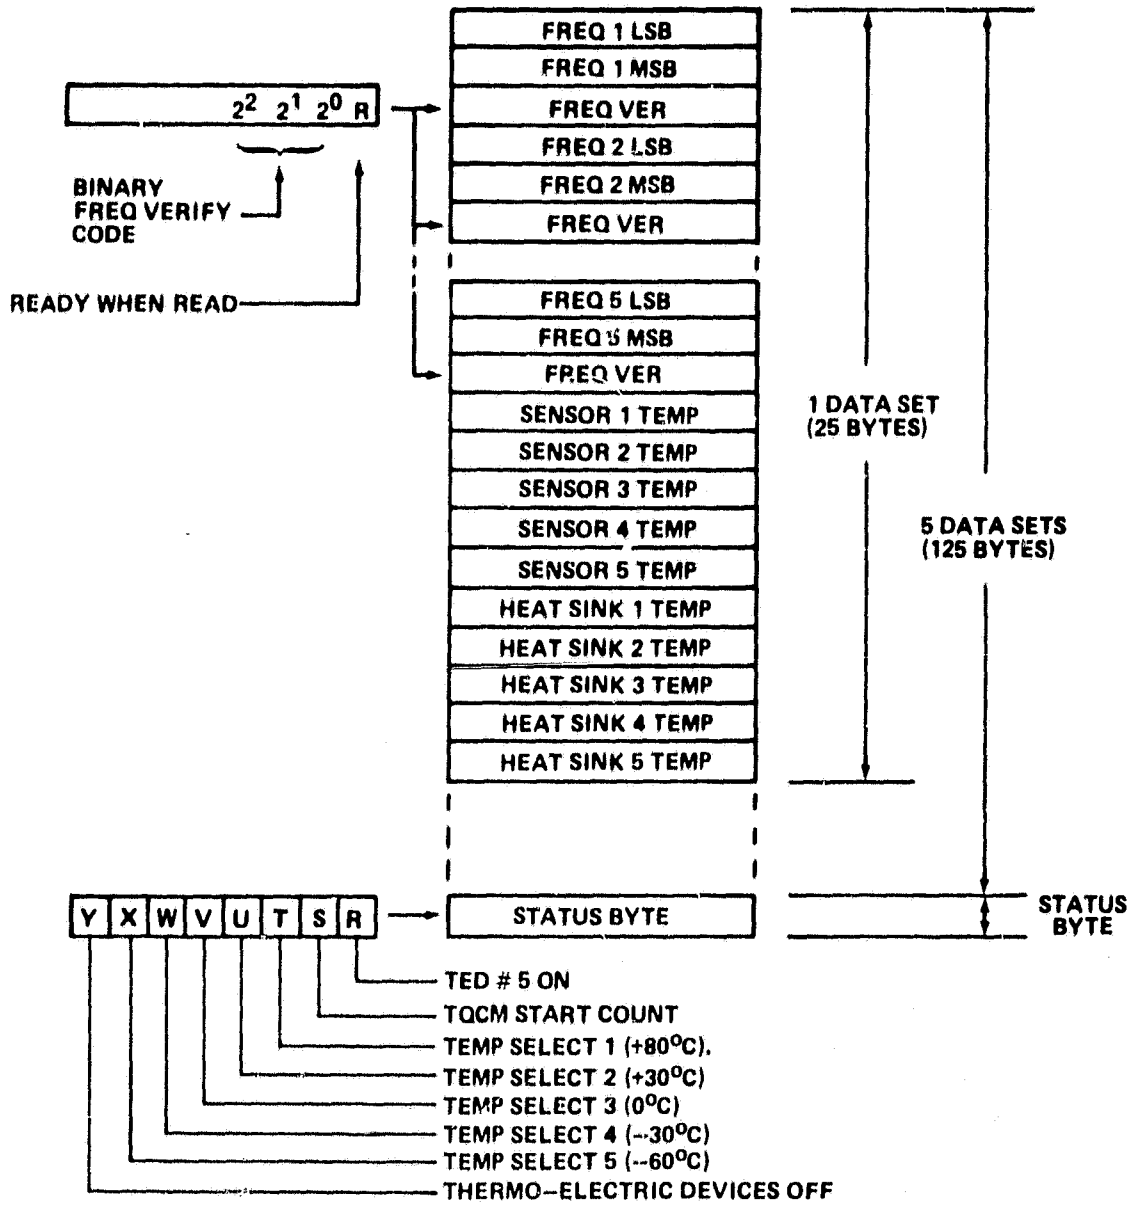 FREQ 1 LSB
FREQ 1 MSB
2² 2¹ 2⁰ R
FREQ VER
FREQ 2 LSB
FREQ 2 MSB
FREQ VER
BINARY
FREQ VERIFY
CODE
READY WHEN READ
FREQ 5 LSB
FREQ 5 MSB
FREQ VER
SENSOR 1 TEMP
SENSOR 2 TEMP
SENSOR 3 TEMP
SENSOR 4 TEMP
SENSOR 5 TEMP
HEAT SINK 1 TEMP
HEAT SINK 2 TEMP
HEAT SINK 3 TEMP
HEAT SINK 4 TEMP
HEAT SINK 5 TEMP
1 DATA SET
(25 BYTES)
5 DATA SETS
(125 BYTES)
Y X W V U T S R
STATUS BYTE
STATUS
BYTE
TED # 5 ON
TQCM START COUNT
TEMP SELECT 1 (+80°C).
TEMP SELECT 2 (+30°C)
TEMP SELECT 3 (0°C)
TEMP SELECT 4 (–30°C)
TEMP SELECT 5 (–60°C)
THERMO–ELECTRIC DEVICES OFF